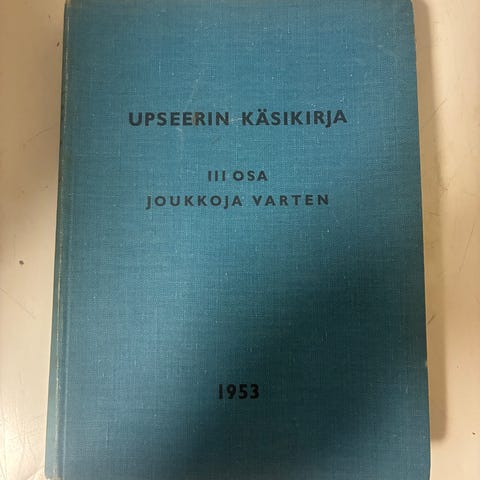 UPSEERIN KÄSIKIRJA
III OSA
JOUKKOJA VARTEN
1953